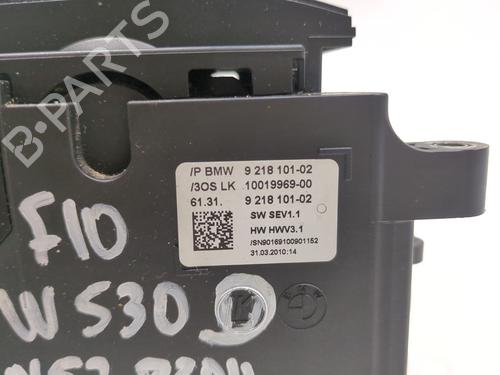 /P BMW 9 218 101-02
/3OS LK 10019969-00
61.31. 9 218 101-02
SW SEV1.1
HW HWV3.1
/SN90169100901152
31.03.2010:14
F10
W 530 D
B-PARTS